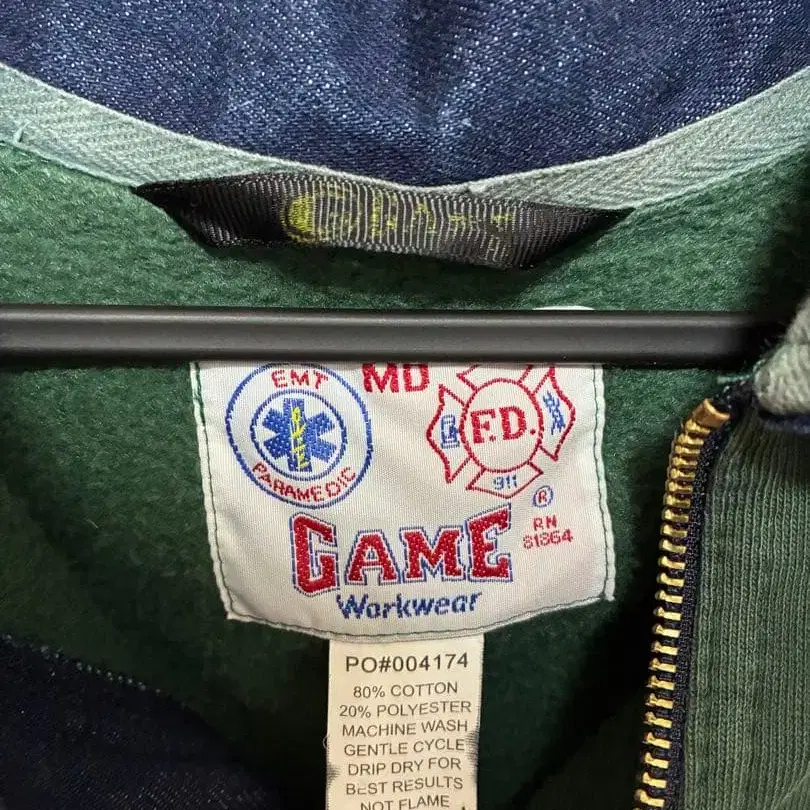 EMT
PARAMEDIC
MD
F.D.
911
GAME
®
RN
81364
Workwear
PO#004174
80% COTTON
20% POLYESTER
MACHINE WASH
GENTLE CYCLE
DRIP DRY FOR
BEST RESULTS
NOT FLAME